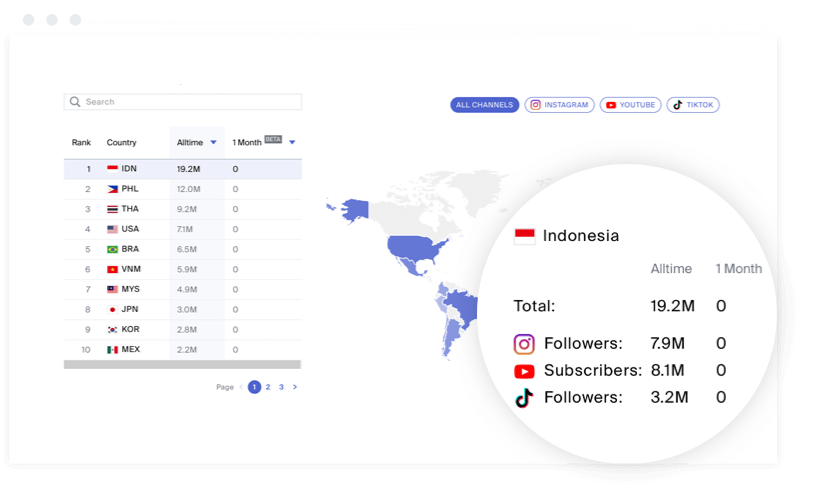 Search
ALL CHANNELS INSTAGRAM YOUTUBE TIKTOK
Rank Country Alltime 1 Month BETA
1 IDN 19.2M 0
2 PHL 12.0M 0
3 THA 9.2M 0
4 USA 7.1M 0
5 BRA 6.5M 0
6 VNM 5.9M 0
7 MYS 4.9M 0
8 JPN 3.0M 0
9 KOR 2.8M 0
10 MEX 2.2M 0
Page < 1 2 3 >
Indonesia
Alltime 1 Month
Total: 19.2M 0
Followers: 7.9M 0
Subscribers: 8.1M 0
Followers: 3.2M 0